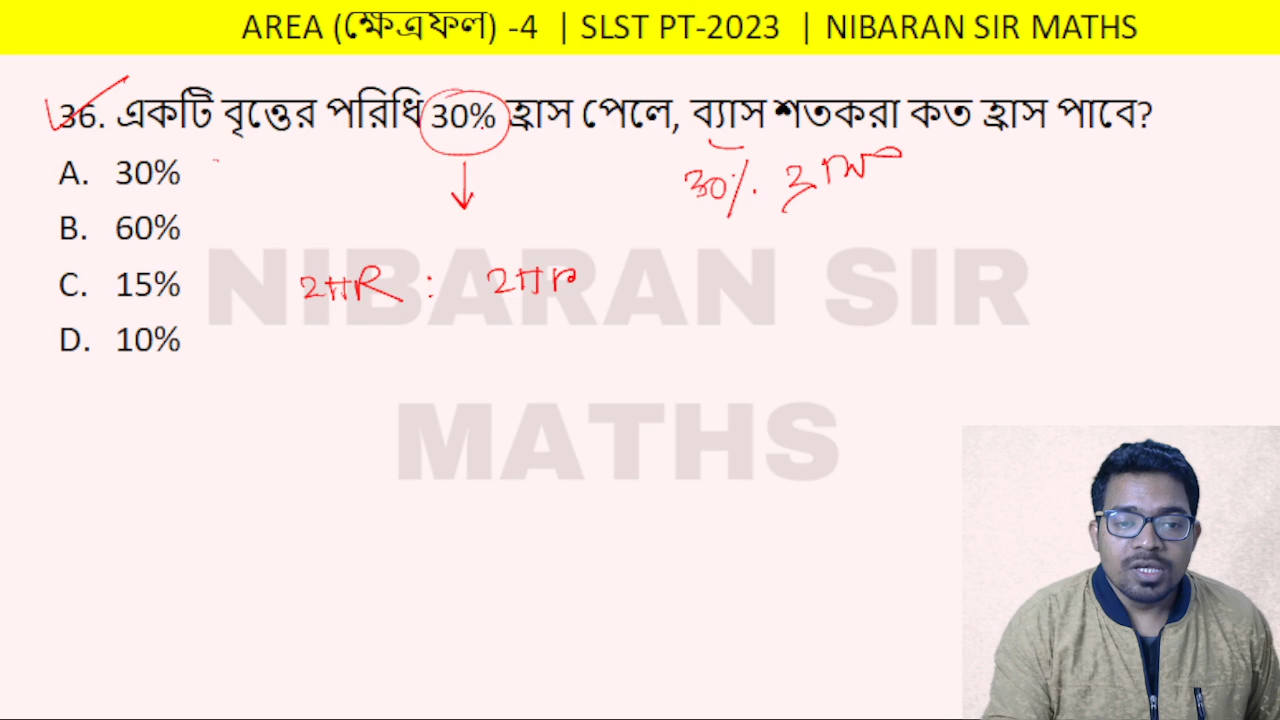 AREA (ক্ষেত্রফল) -4 | SLST PT-2023 | NIBARAN SIR MATHS
36. একটি বৃত্তের পরিধি 30% হ্রাস পেলে, ব্যাস শতকরা কত হ্রাস পাবে?
30% হ্রাস
A. 30%
B. 60%
C. 15%
2πR : 2πr
D. 10%
NIBARAN SIR
MATHS